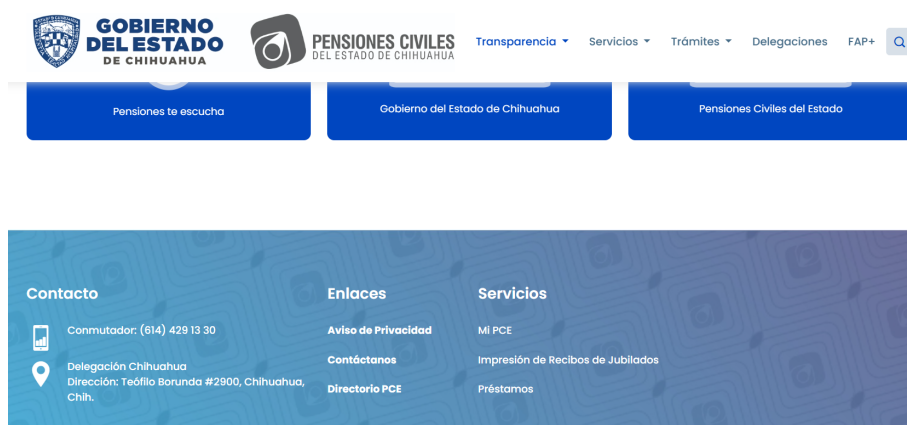 GOBIERNO
DEL ESTADO
DE CHIHUAHUA
PENSIONES CIVILES
DEL ESTADO DE CHIHUAHUA
Transparencia
Servicios
Trámites
Delegaciones
FAP+
Pensiones te escucha
Gobierno del Estado de Chihuahua
Pensiones Civiles del Estado
Contacto
Conmutador: (614) 429 13 30
Delegación Chihuahua
Dirección: Teófilo Borunda #2900, Chihuahua,
Chih.
Enlaces
Aviso de Privacidad
Contáctanos
Directorio PCE
Servicios
Mi PCE
Impresión de Recibos de Jubilados
Préstamos